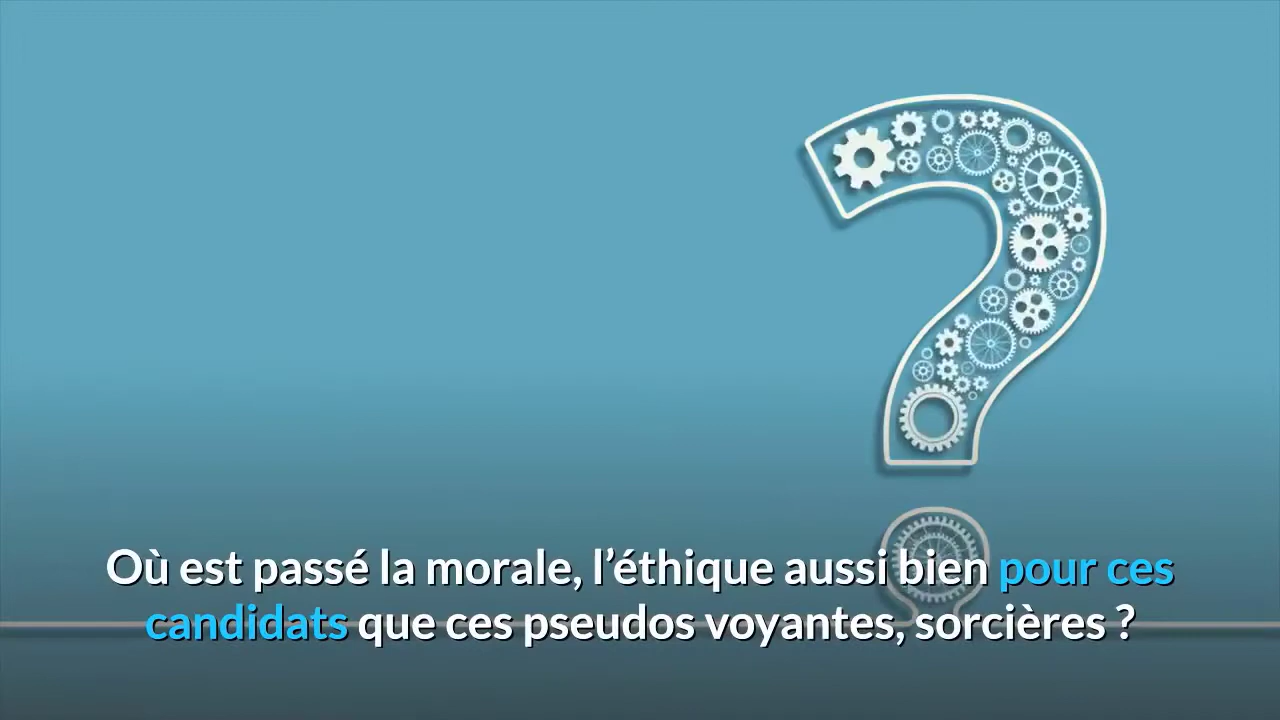 Où est passé la morale, l’éthique aussi bien pour ces
candidats que ces pseudos voyantes, sorcières ?